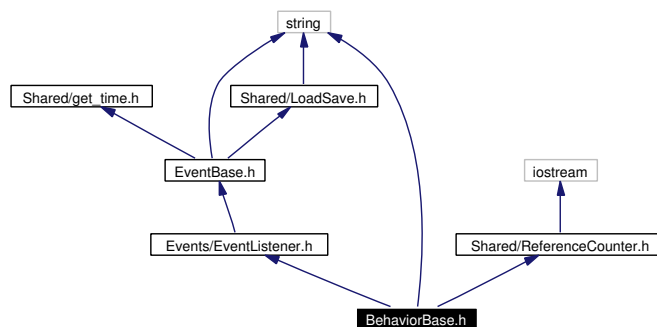 string
Shared/get_time.h
Shared/LoadSave.h
EventBase.h
iostream
Events/EventListener.h
Shared/ReferenceCounter.h
BehaviorBase.h